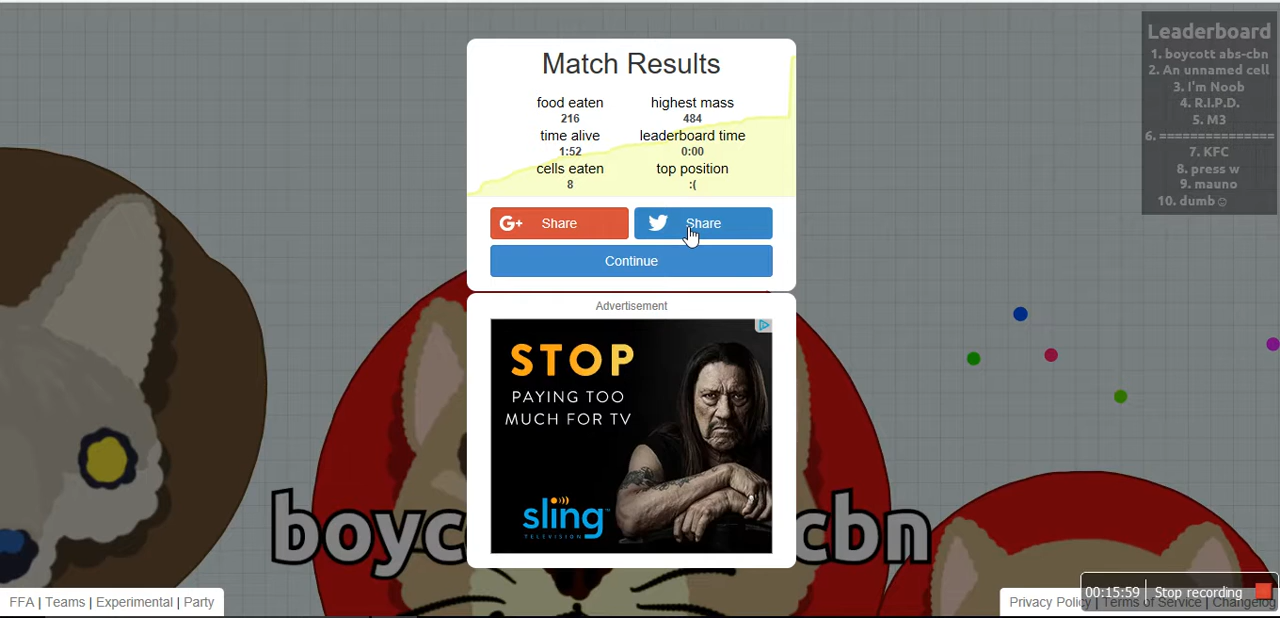 Match Results
food eaten
216
highest mass
484
time alive
1:52
leaderboard time
0:00
cells eaten
8
top position
:(
G+ Share
Share
Continue
Advertisement
STOP
PAYING TOO
MUCH FOR TV
sling
TELEVISION
Leaderboard
1. boycott abs-cbn
2. An unnamed cell
3. I'm Noob
4. R.I.P.D.
5. M3
6. ===============
7. KFC
8. press w
9. mauno
10. dumb☺
boyc
cbn
FFA | Teams | Experimental | Party
Privacy Policy | Terms of Service | Changelog
00:15:59 | Stop recording